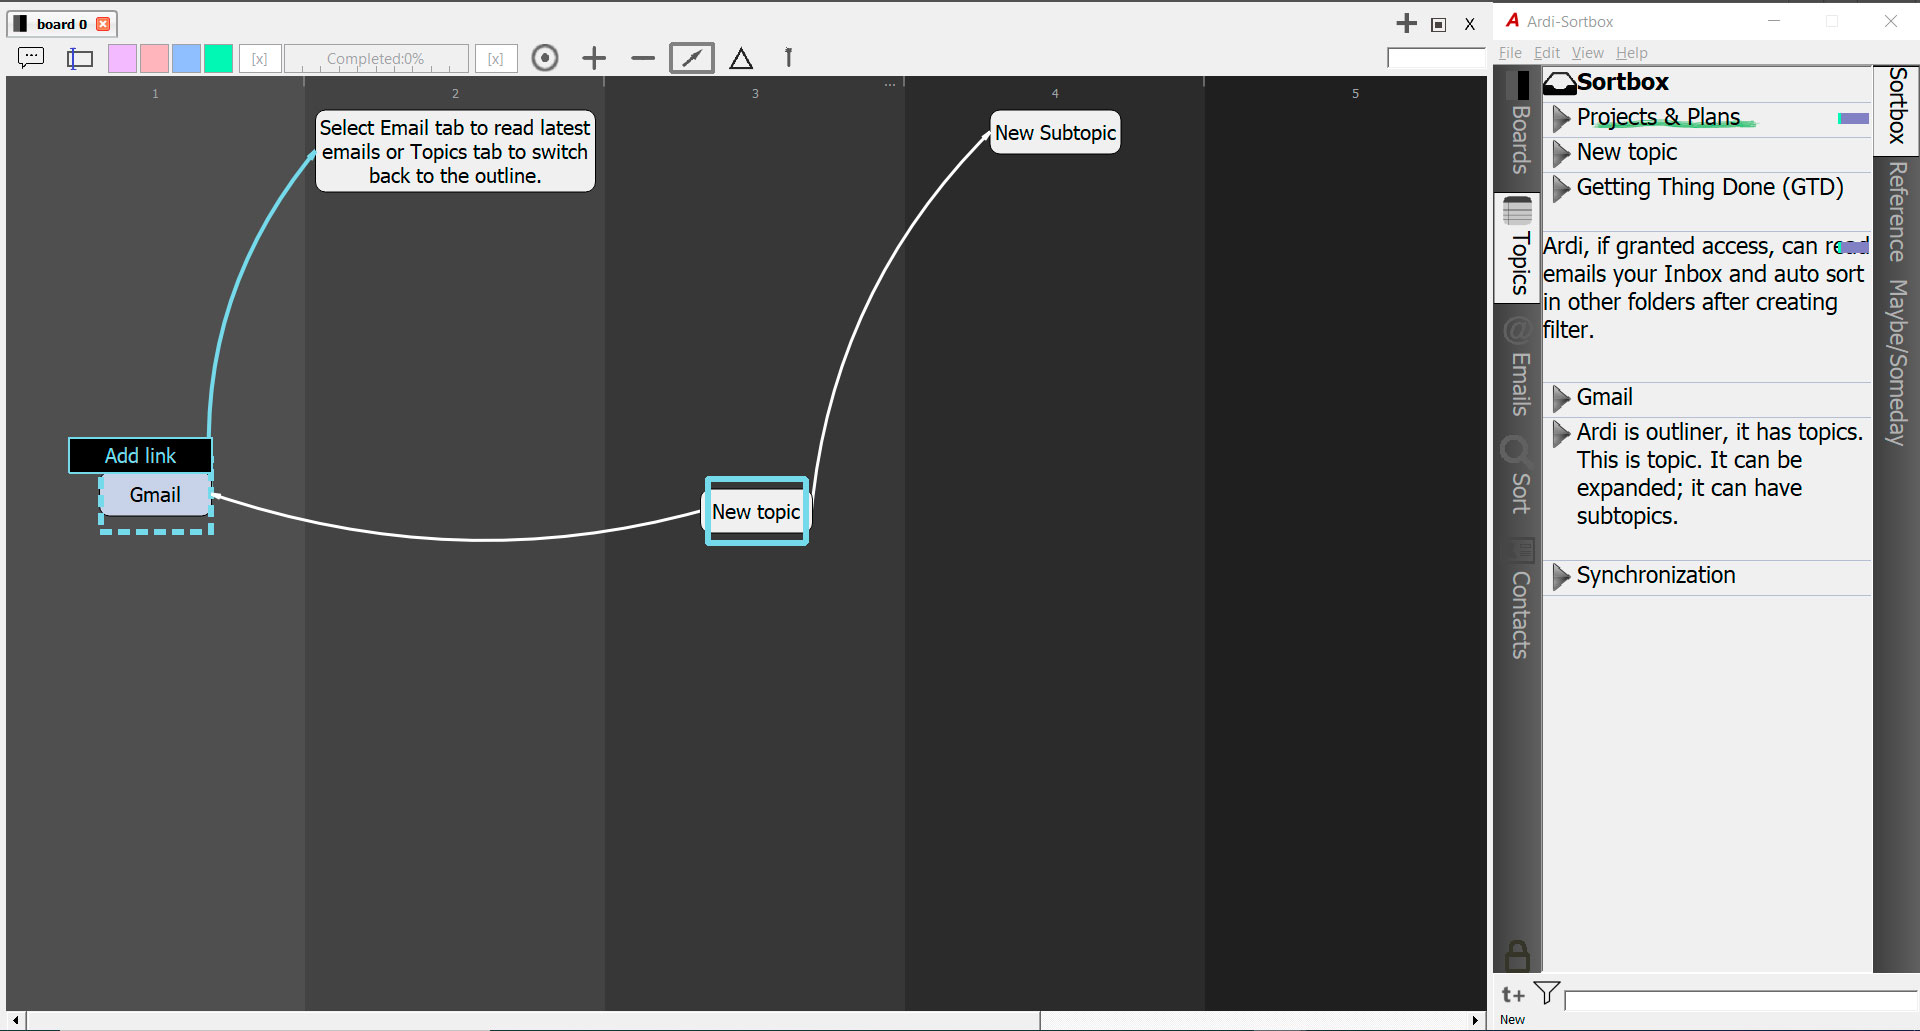 board 0
X
[x]
Completed:0%
[x]
1
2
3
...
4
5
Select Email tab to read latest
emails or Topics tab to switch
back to the outline.
New Subtopic
Add link
Gmail
New topic
Ardi-Sortbox
File Edit View Help
Boards
Topics
@
Emails
Sort
Contacts
Sortbox
Projects & Plans
New topic
Getting Thing Done (GTD)
Ardi, if granted access, can read
emails your Inbox and auto sort
in other folders after creating
filter.
Gmail
Ardi is outliner, it has topics.
This is topic. It can be
expanded; it can have
subtopics.
Synchronization
Sortbox
Reference
Maybe/Someday
t+
New